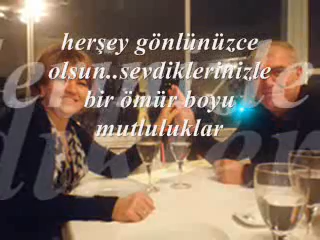 herşey gönlünüzce
olsun..sevdiklerinizle
bir ömür boyu
mutluluklar